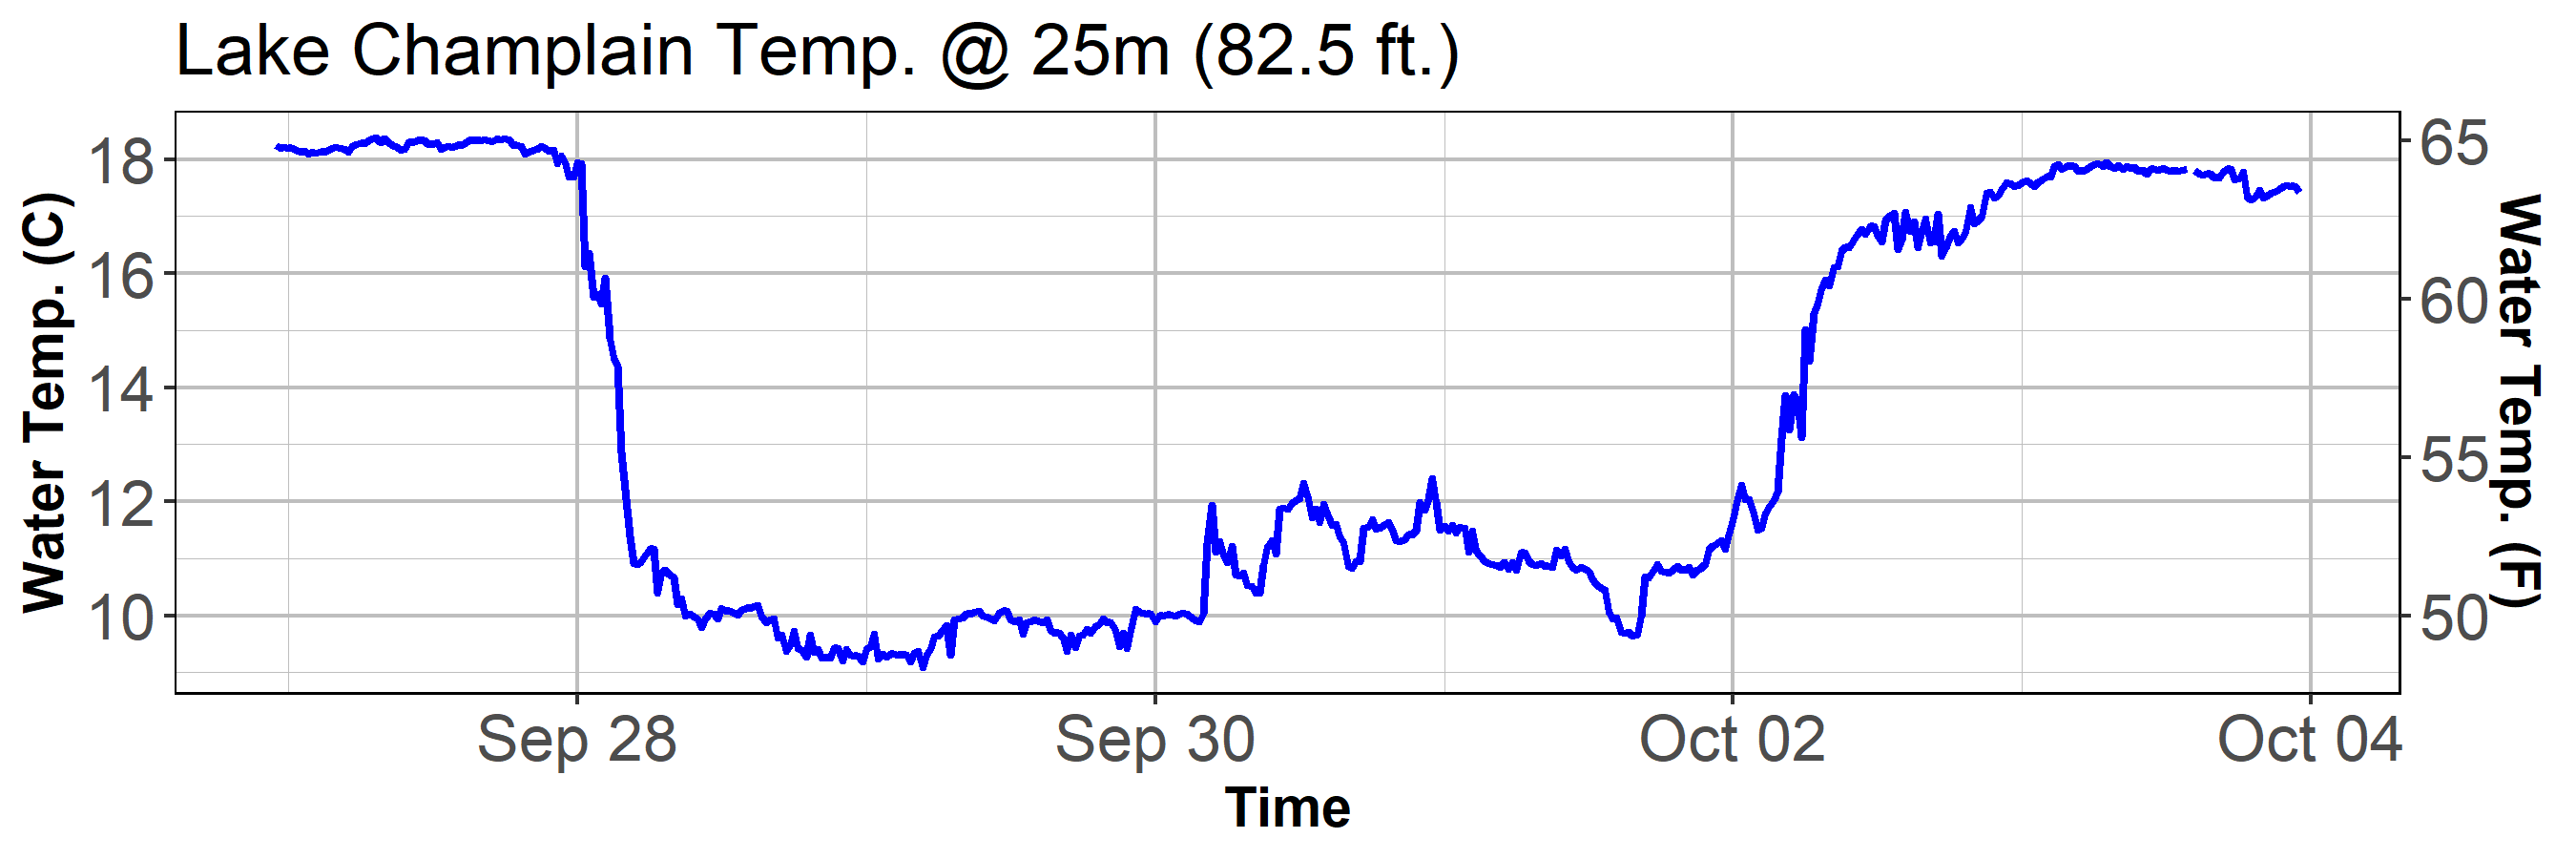 Lake Champlain Temp. @ 25m (82.5 ft.)
Water Temp. (C)
18
16
14
12
10
65
60
55
50
Water Temp. (F)
Sep 28 Sep 30 Oct 02 Oct 04
Time